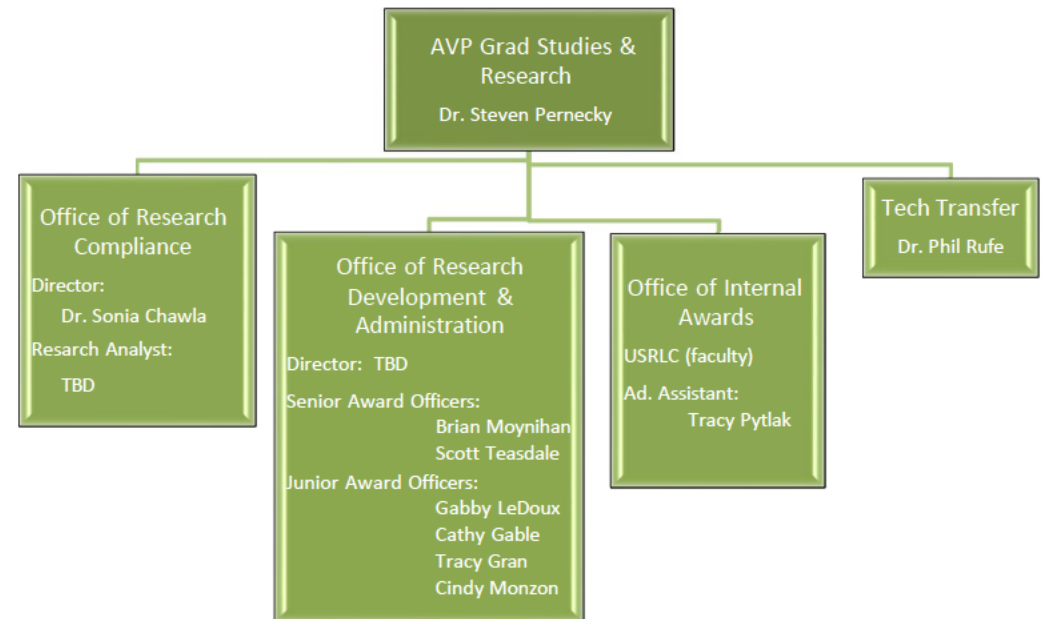 AVP Grad Studies &
Research
Dr. Steven Pernecky
Office of Research
Compliance
Director:
Dr. Sonia Chawla
Resarch Analyst:
TBD
Office of Research
Development &
Administration
Director: TBD
Senior Award Officers:
Brian Moynihan
Scott Teasdale
Junior Award Officers:
Gabby LeDoux
Cathy Gable
Tracy Gran
Cindy Monzon
Office of Internal
Awards
USRLC (faculty)
Ad. Assistant:
Tracy Pytlak
Tech Transfer
Dr. Phil Rufe